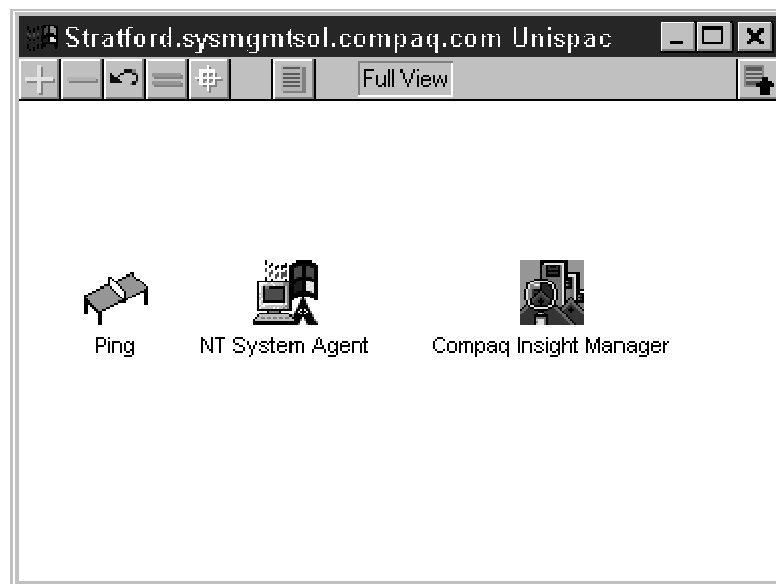 Stratford.sysmgmtsol.compaq.com Unispac
Full View
Ping
NT System Agent
Compaq Insight Manager